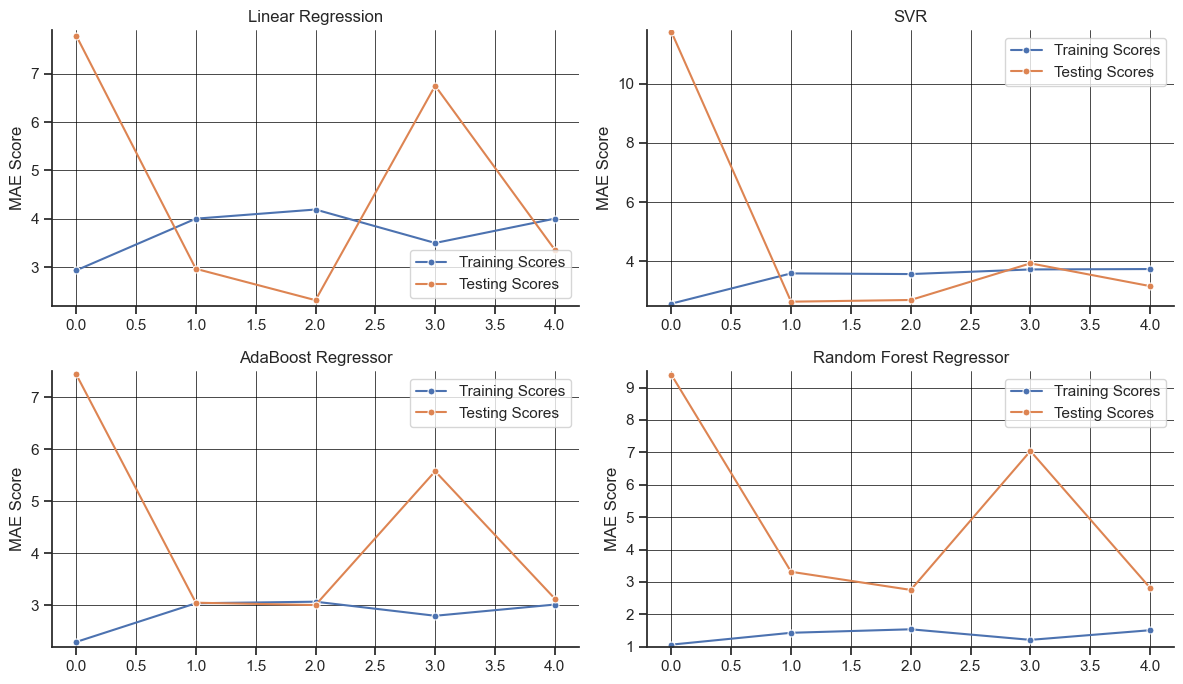 Linear Regression
MAE Score
7
6
5
4
3
Training Scores
Testing Scores
0.0 0.5 1.0 1.5 2.0 2.5 3.0 3.5 4.0
SVR
MAE Score
10
8
6
4
Training Scores
Testing Scores
0.0 0.5 1.0 1.5 2.0 2.5 3.0 3.5 4.0
AdaBoost Regressor
MAE Score
7
6
5
4
3
Training Scores
Testing Scores
0.0 0.5 1.0 1.5 2.0 2.5 3.0 3.5 4.0
Random Forest Regressor
MAE Score
9
8
7
6
5
4
3
2
1
Training Scores
Testing Scores
0.0 0.5 1.0 1.5 2.0 2.5 3.0 3.5 4.0